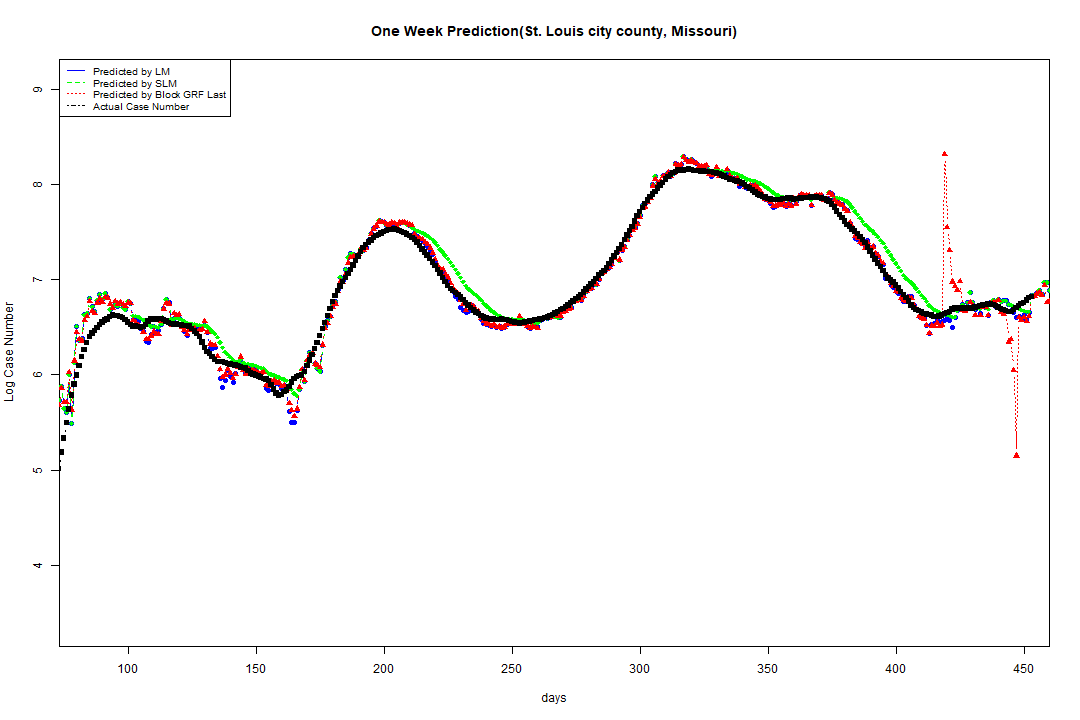 One Week Prediction(St. Louis city county, Missouri)
Predicted by LM
Predicted by SLM
Predicted by Block GRF Last
Actual Case Number
9
8
7
6
5
4
Log Case Number
100 150 200 250 300 350 400 450
days